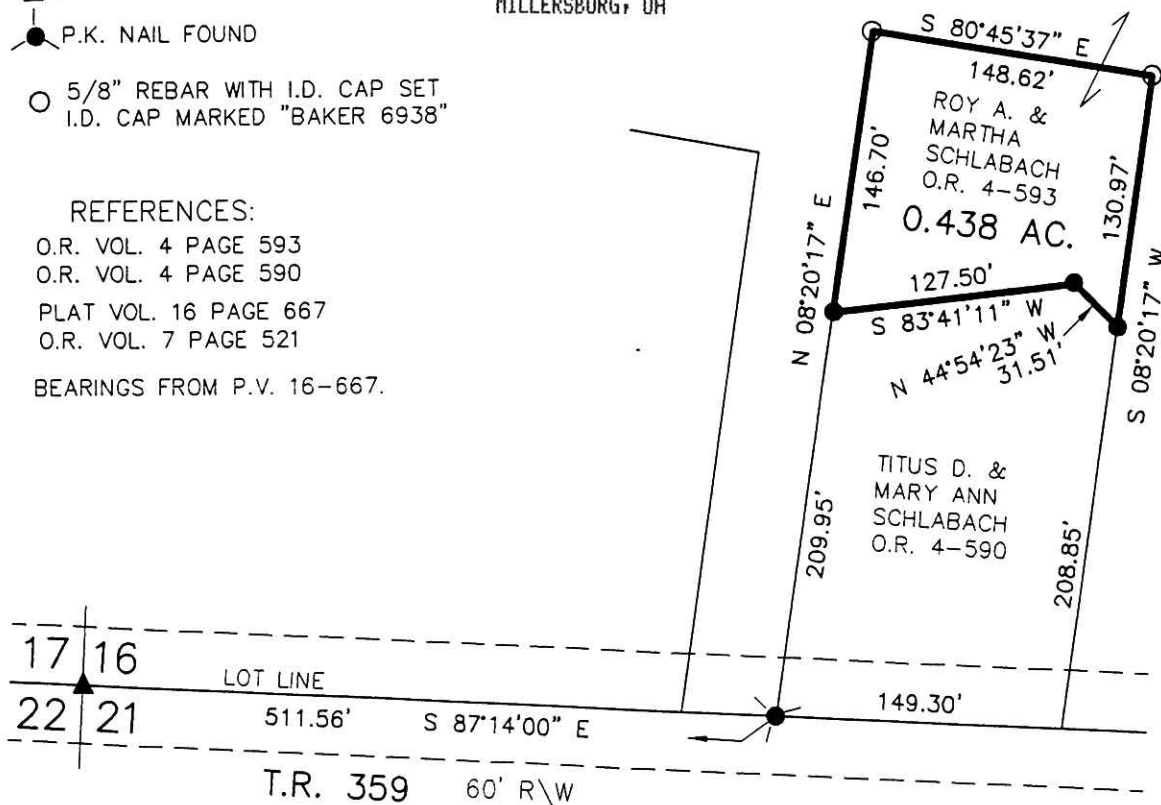 MILLERSBURG, OH
P.K. NAIL FOUND
5/8" REBAR WITH I.D. CAP SET
I.D. CAP MARKED "BAKER 6938"
REFERENCES:
O.R. VOL. 4 PAGE 593
O.R. VOL. 4 PAGE 590
PLAT VOL. 16 PAGE 667
O.R. VOL. 7 PAGE 521
BEARINGS FROM P.V. 16-667.
S 80°45'37" E
148.62'
ROY A. &
MARTHA
SCHLABACH
O.R. 4-593
0.438 AC.
146.70'
130.97'
N 08°20'17" E
127.50'
S 83°41'11" W
N 44°54'23" W
31.51'
S 08°20'17" W
TITUS D. &
MARY ANN
SCHLABACH
O.R. 4-590
209.95'
208.85'
17 16
LOT LINE
22 21
511.56' S 87°14'00" E
149.30'
T.R. 359 60' R\W